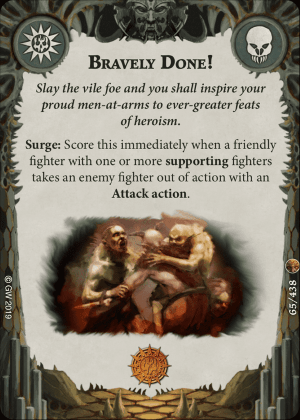 BRAVELY DONE!
Slay the vile foe and you shall inspire your
proud men-at-arms to ever-greater feats
of heroism.
Surge: Score this immediately when a friendly
fighter with one or more supporting fighters
takes an enemy fighter out of action with an
Attack action.
© GW 2019
65/438